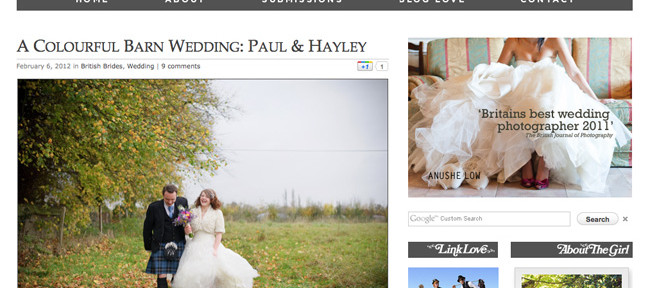 HOME ABOUT SUBMISSIONS BLOG LOVE CONTACT
A COLOURFUL BARN WEDDING: PAUL & HAYLEY
February 6, 2012 in British Brides, Wedding | 9 comments
+1 1
'Britains best wedding
photographer 2011'
The British Journal of Photography
ANUSHE LOW
Google™ Custom Search
Search ×
Link Love
About The Girl